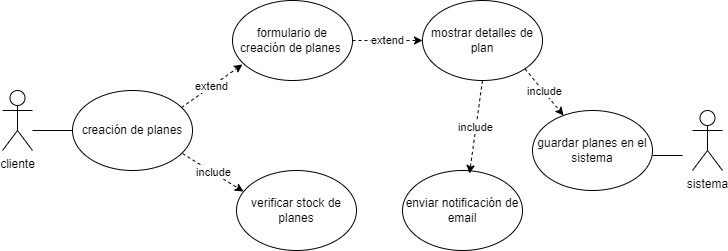 formulario de
creación de planes
extend
mostrar detalles de
plan
extend
include
cliente
creación de planes
include
guardar planes en el
sistema
sistema
include
verificar stock de
planes
enviar notificación de
email